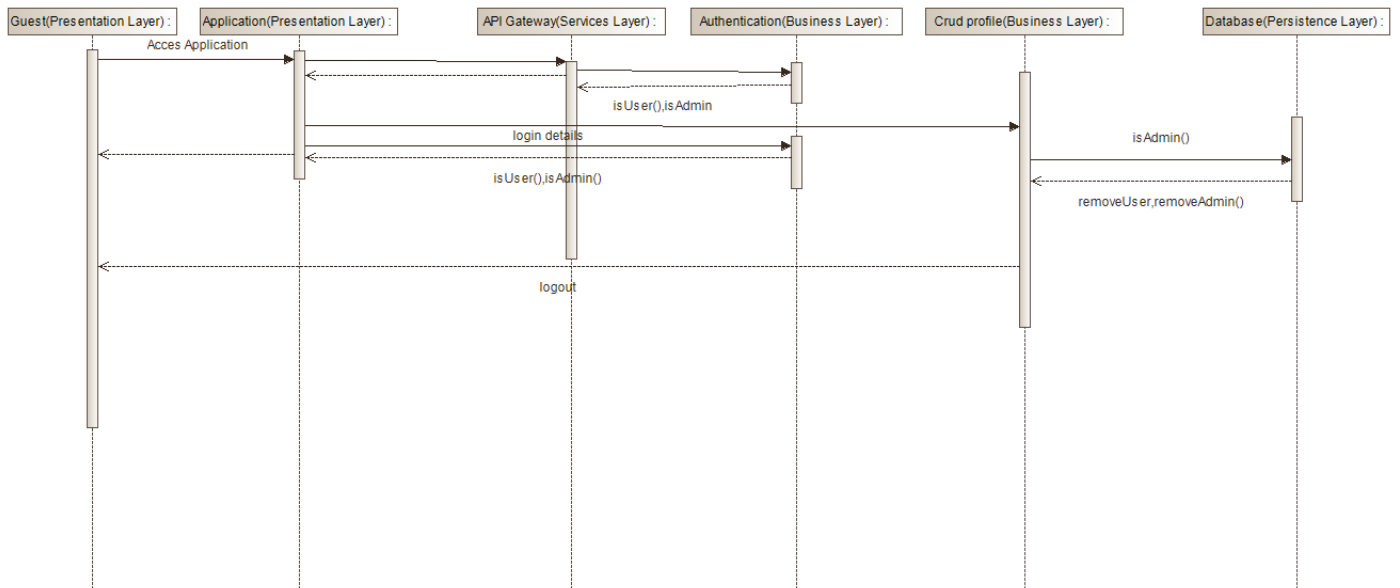 Guest(Presentation Layer) :
Application(Presentation Layer) :
API Gateway(Services Layer) :
Authentication(Business Layer) :
Crud profile(Business Layer) :
Database(Persistence Layer) :
Acces Application
isUser(),isAdmin
login details
isAdmin()
isUser(),isAdmin()
removeUser,removeAdmin()
logout